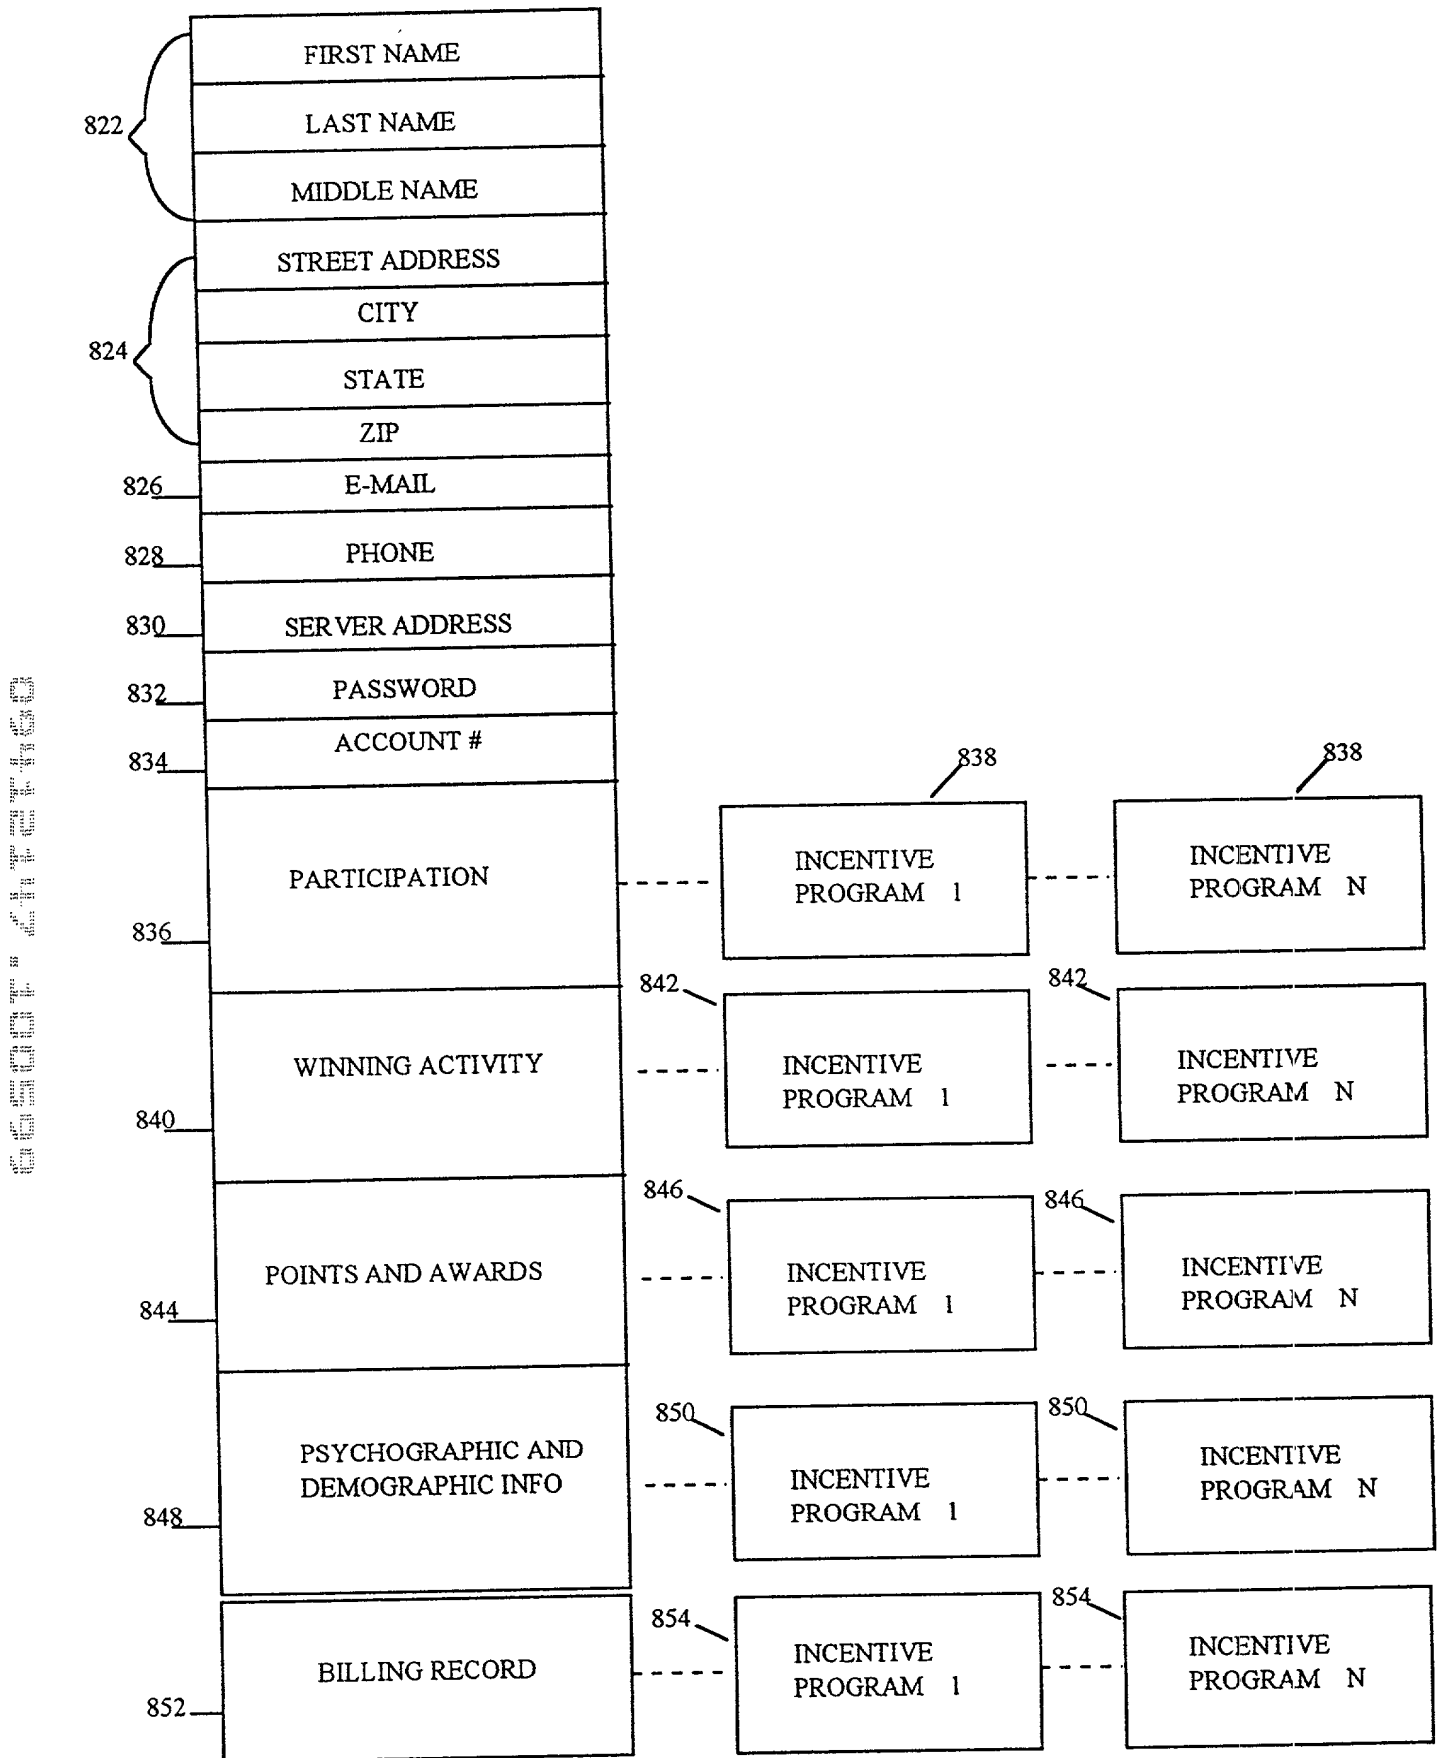 FIRST NAME
822
LAST NAME
MIDDLE NAME
STREET ADDRESS
CITY
824
STATE
ZIP
826
E-MAIL
828
PHONE
830
SERVER ADDRESS
832
PASSWORD
834
ACCOUNT #
838
838
PARTICIPATION
INCENTIVE
PROGRAM 1
INCENTIVE
PROGRAM N
836
842
842
WINNING ACTIVITY
INCENTIVE
PROGRAM 1
INCENTIVE
PROGRAM N
840
846
846
POINTS AND AWARDS
INCENTIVE
PROGRAM 1
INCENTIVE
PROGRAM N
844
850
850
PSYCHOGRAPHIC AND
DEMOGRAPHIC INFO
INCENTIVE
PROGRAM 1
INCENTIVE
PROGRAM N
848
854
854
BILLING RECORD
INCENTIVE
PROGRAM 1
INCENTIVE
PROGRAM N
852